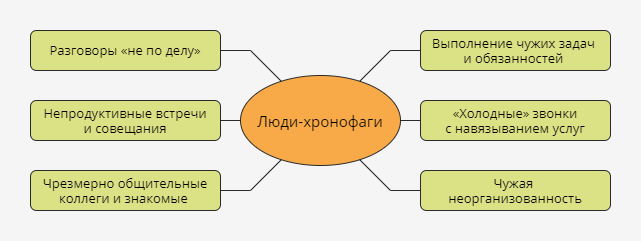 Разговоры «не по делу»
Выполнение чужих задач
и обязанностей
Непродуктивные встречи
и совещания
Люди-хронофаги
«Холодные» звонки
с навязыванием услуг
Чрезмерно общительные
коллеги и знакомые
Чужая
неорганизованность